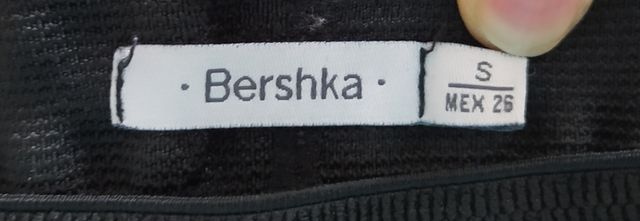 · Bershka ·
S
MEX 26